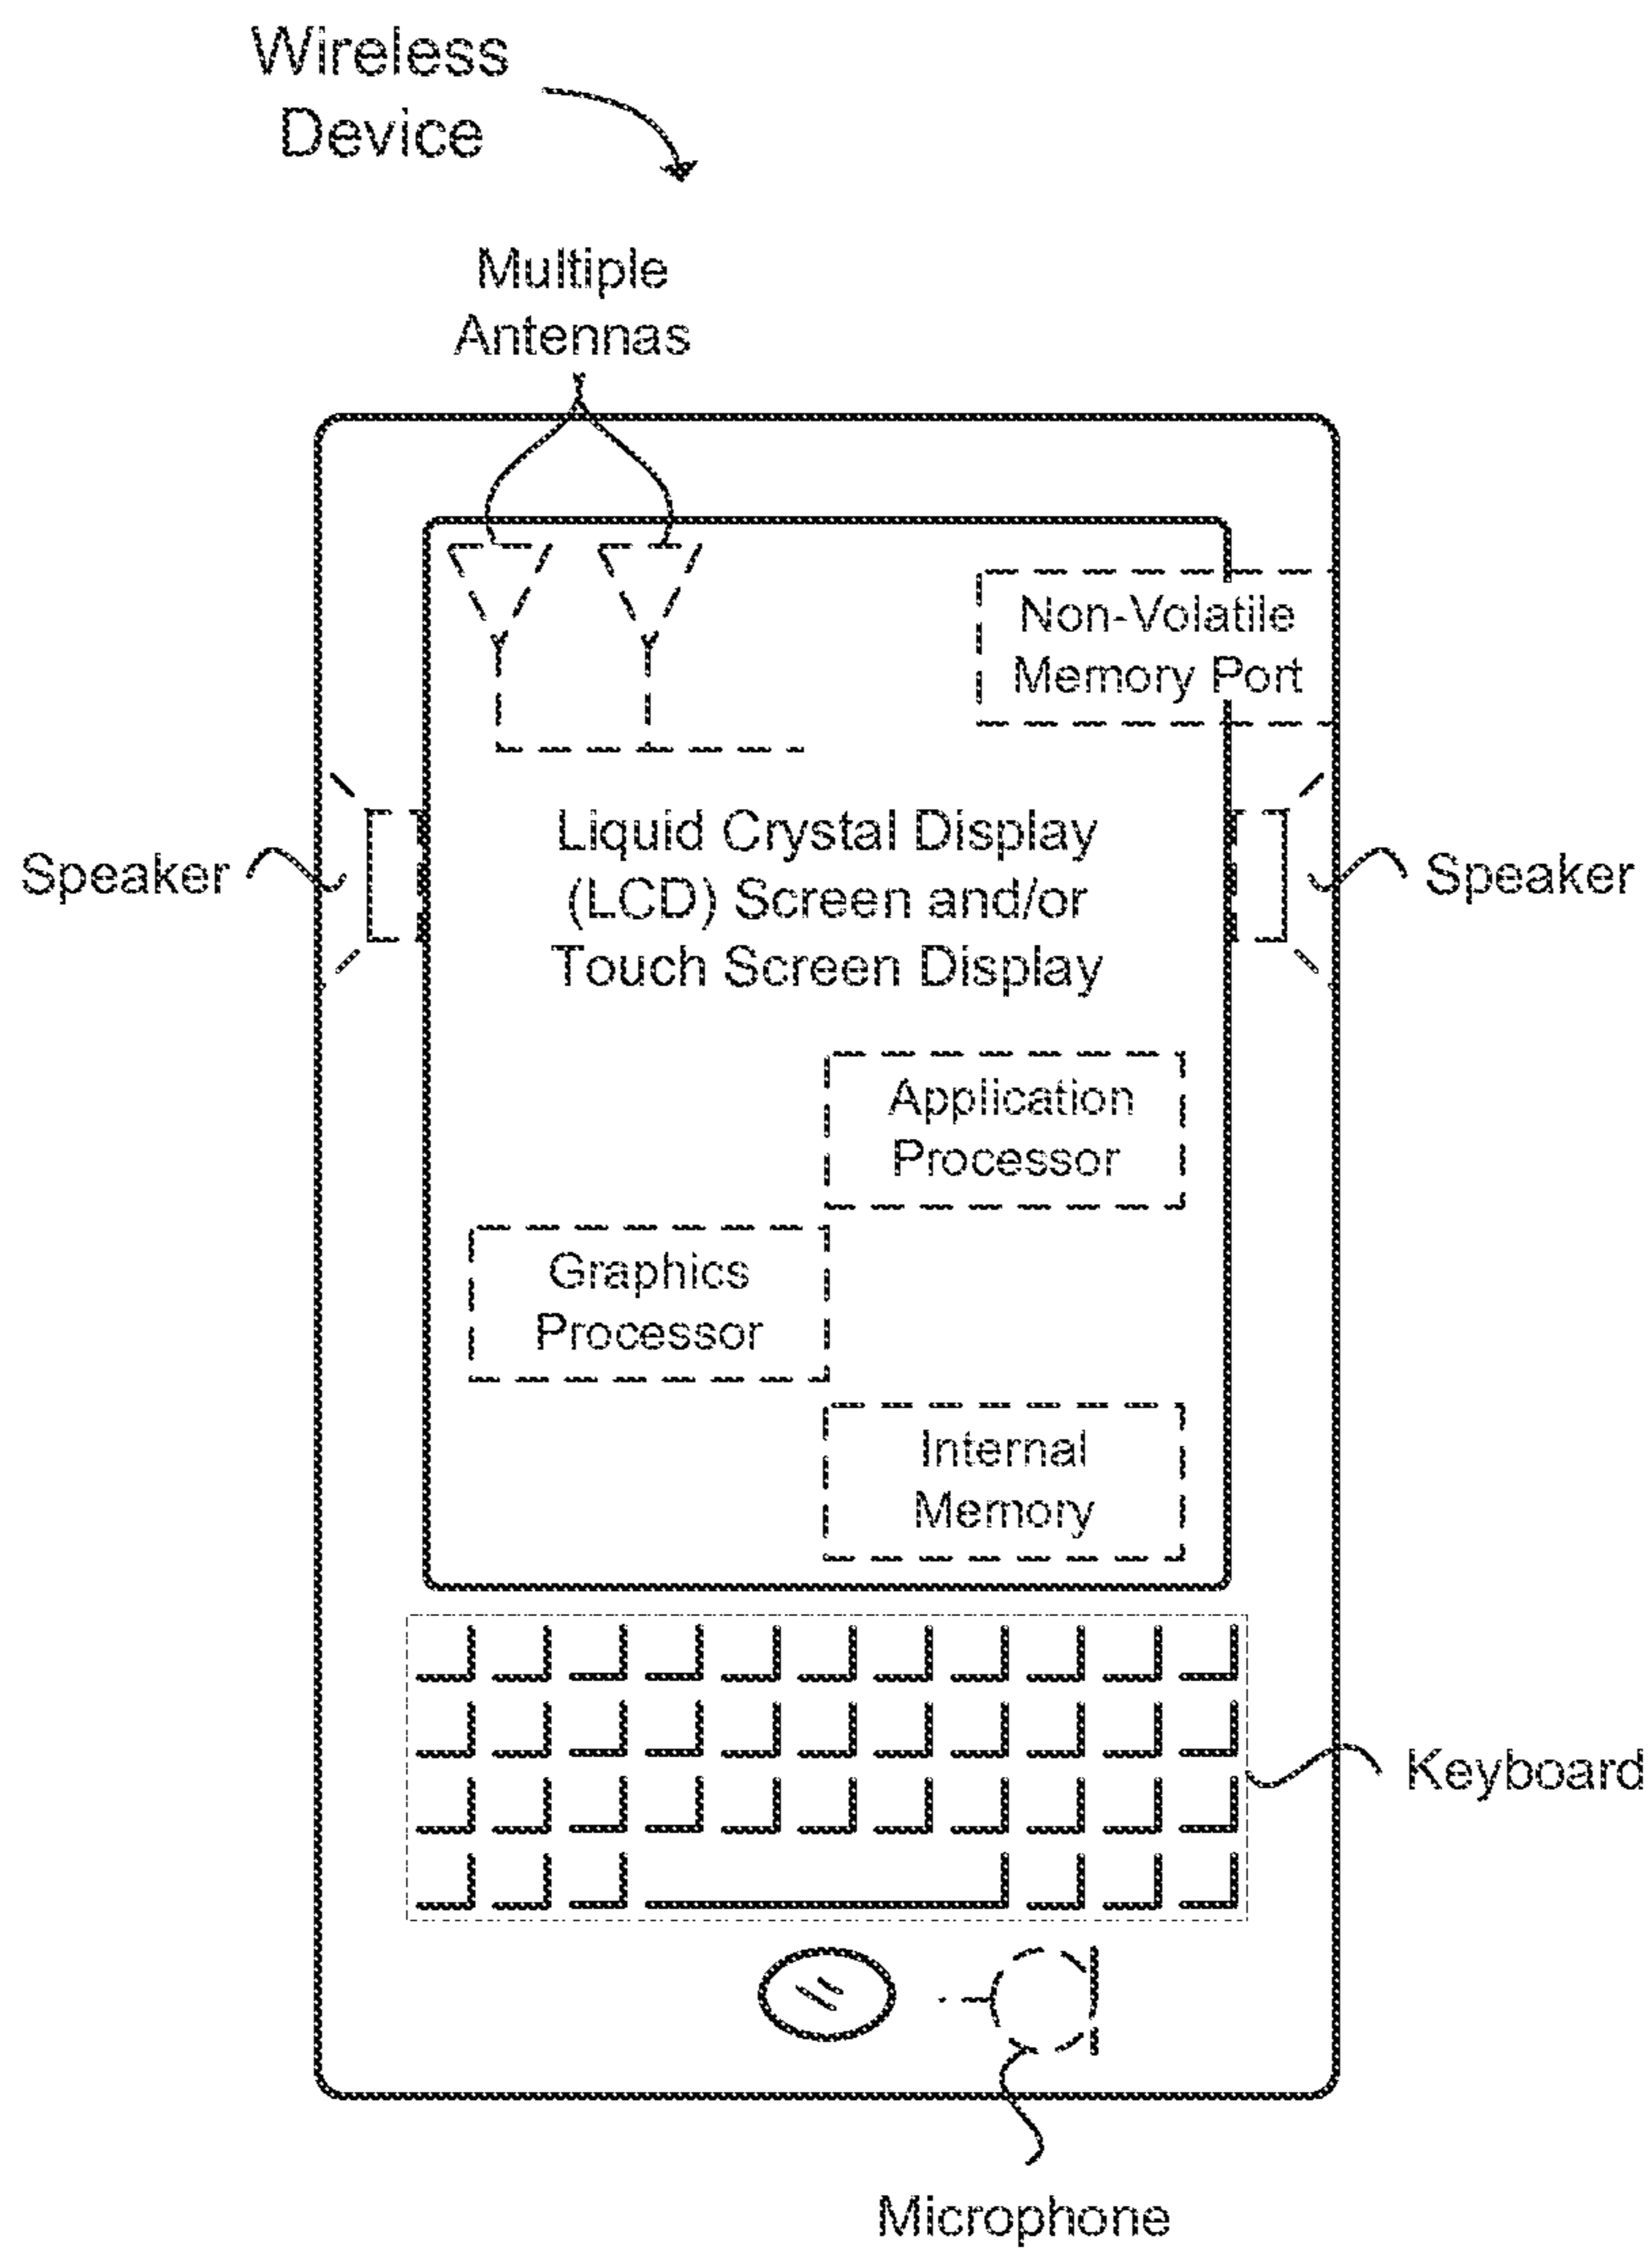 Wireless
Device
Multiple
Antennas
Non-Volatile
Memory Port
Speaker
Liquid Crystal Display
(LCD) Screen and/or
Touch Screen Display
Speaker
Application
Processor
Graphics
Processor
Internal
Memory
Keyboard
Microphone